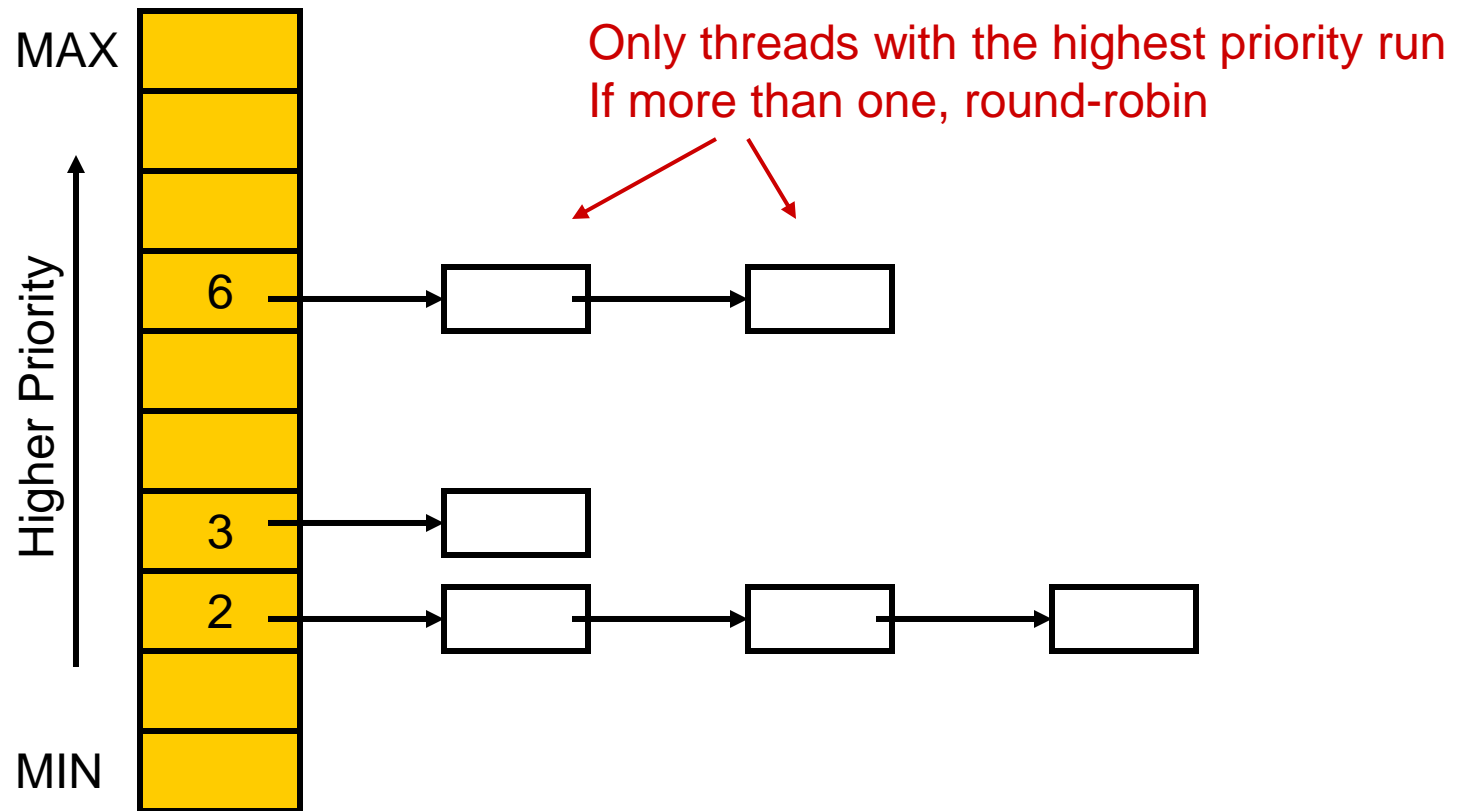 MAX
Only threads with the highest priority run
If more than one, round-robin
Higher Priority
6
3
2
MIN